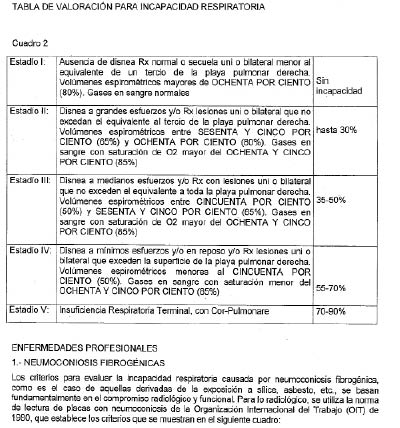 TABLA DE VALORACIÓN PARA INCAPACIDAD RESPIRATORIA
Cuadro 2
Estadio I:
Ausencia de disnea Rx normal o secuela uni o bilateral menor al
equivalente de un tercio de la playa pulmonar derecha.
Volúmenes espirométricos mayores de OCHENTA POR CIENTO
(80%). Gases en sangre normales
Sin
incapacidad
Estadio II:
Disnea a grandes esfuerzos y/o Rx lesiones uni o bilateral que no
excedan el equivalente al tercio de la playa pulmonar derecha.
Volúmenes espirométricos entre SESENTA Y CINCO POR
CIENTO (65%) y OCHENTA POR CIENTO (80%). Gases en
sangre con saturación de O2 mayor del OCHENTA Y CINCO
POR CIENTO (85%)
hasta 30%
Estadio III:
Disnea a medianos esfuerzos y/o Rx con lesiones uni o bilateral
que no exceden el equivalente a toda la playa pulmonar derecha.
Volúmenes espirométricos entre CINCUENTA POR CIENTO
(50%) y SESENTA Y CINCO POR CIENTO (65%). Gases en
sangre con saturación de O2 mayor del OCHENTA Y CINCO
POR CIENTO (85%)
35-50%
Estadio IV:
Disnea a mínimos esfuerzos y/o en reposo y/o Rx lesiones uni o
bilateral que exceden la superficie de la playa pulmonar derecha.
Volúmenes espirométricos menores al CINCUENTA POR
CIENTO (50%). Gases en sangre con saturación menor del
OCHENTA Y CINCO POR CIENTO (85%)
55-70%
Estadio V:
Insuficiencia Respiratoria Terminal, con Cor-Pulmonare
70-90%
ENFERMEDADES PROFESIONALES
1.- NEUMOCONIOSIS FIBROGÉNICAS
Los criterios para evaluar la incapacidad respiratoria causada por neumoconiosis fibrogénica,
como es el caso de aquellas derivadas de la exposición a sílice, asbesto, etc., se basan
fundamentalmente en el compromiso radiológico y funcional. Para lo radiológico, se utiliza la norma
de lectura de placas con neumoconiosis de la Organización Internacional del Trabajo (OIT) de
1980, que establece los criterios que se muestran en el siguiente cuadro: